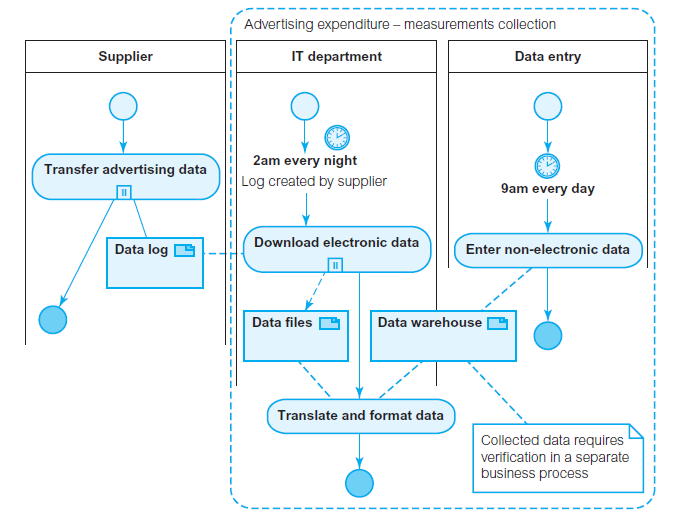 Advertising expenditure – measurements collection
Supplier
IT department
Data entry
2am every night
Log created by supplier
9am every day
Transfer advertising data
Data log
Download electronic data
Enter non-electronic data
Data files
Data warehouse
Translate and format data
Collected data requires
verification in a separate
business process